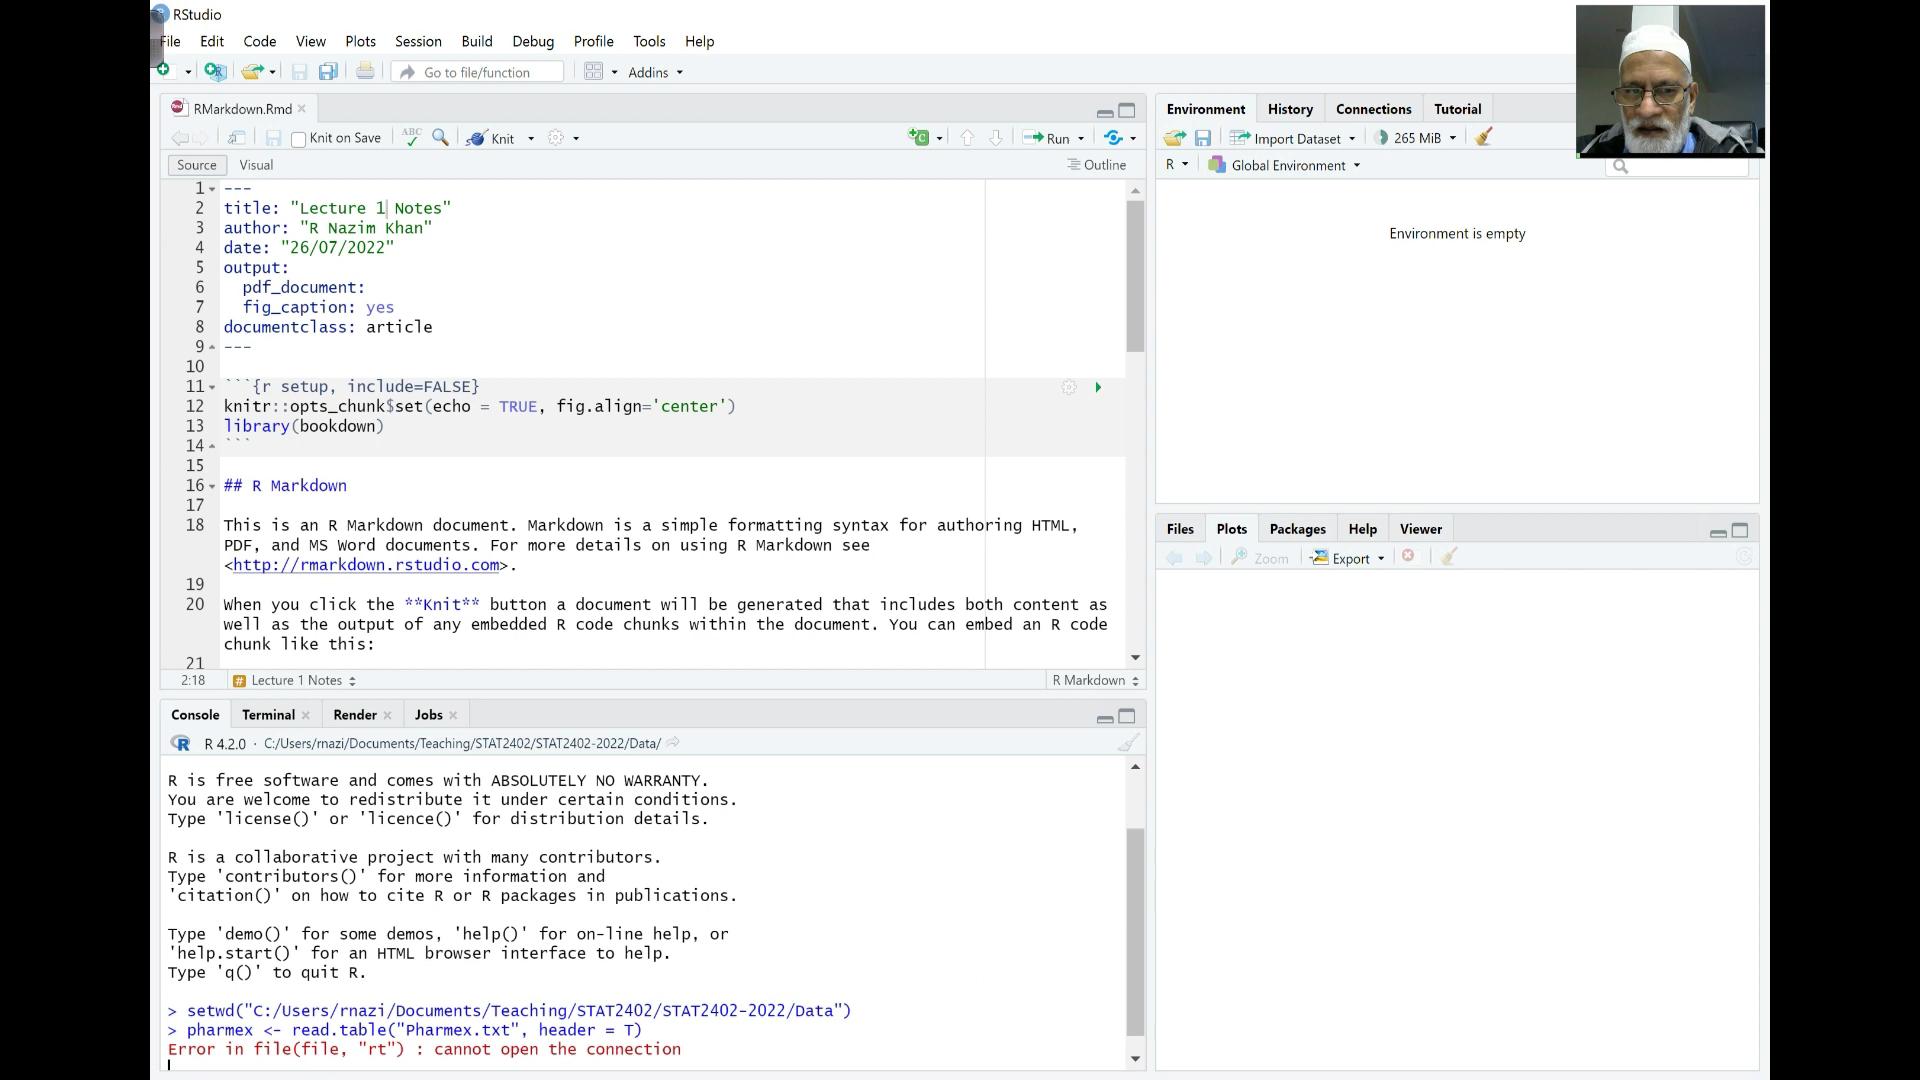 RStudio
File Edit Code View Plots Session Build Debug Profile Tools Help
Go to file/function Addins
RMarkdown.Rmd
Knit on Save ABC Knit Run
Source Visual Outline
1 ---
2 title: "Lecture 1 Notes"
3 author: "R Nazim Khan"
4 date: "26/07/2022"
5 output:
6 pdf_document:
7 fig_caption: yes
8 documentclass: article
9 ---
10
11 ```{r setup, include=FALSE}
12 knitr::opts_chunk$set(echo = TRUE, fig.align='center')
13 library(bookdown)
14 ```
15
16 ## R Markdown
17
18 This is an R Markdown document. Markdown is a simple formatting syntax for authoring HTML,
PDF, and MS Word documents. For more details on using R Markdown see
<http://rmarkdown.rstudio.com>.
19
20 When you click the **Knit** button a document will be generated that includes both content as
well as the output of any embedded R code chunks within the document. You can embed an R code
chunk like this:
21
2:18 # Lecture 1 Notes R Markdown
Console Terminal Render Jobs
R 4.2.0 · C:/Users/rnazi/Documents/Teaching/STAT2402/STAT2402-2022/Data/
R is free software and comes with ABSOLUTELY NO WARRANTY.
You are welcome to redistribute it under certain conditions.
Type 'license()' or 'licence()' for distribution details.
R is a collaborative project with many contributors.
Type 'contributors()' for more information and
'citation()' on how to cite R or R packages in publications.
Type 'demo()' for some demos, 'help()' for on-line help, or
'help.start()' for an HTML browser interface to help.
Type 'q()' to quit R.
> setwd("C:/Users/rnazi/Documents/Teaching/STAT2402/STAT2402-2022/Data")
> pharmex <- read.table("Pharmex.txt", header = T)
Error in file(file, "rt") : cannot open the connection
Environment History Connections Tutorial
Import Dataset 265 MiB
R Global Environment
Environment is empty
Files Plots Packages Help Viewer
Zoom Export